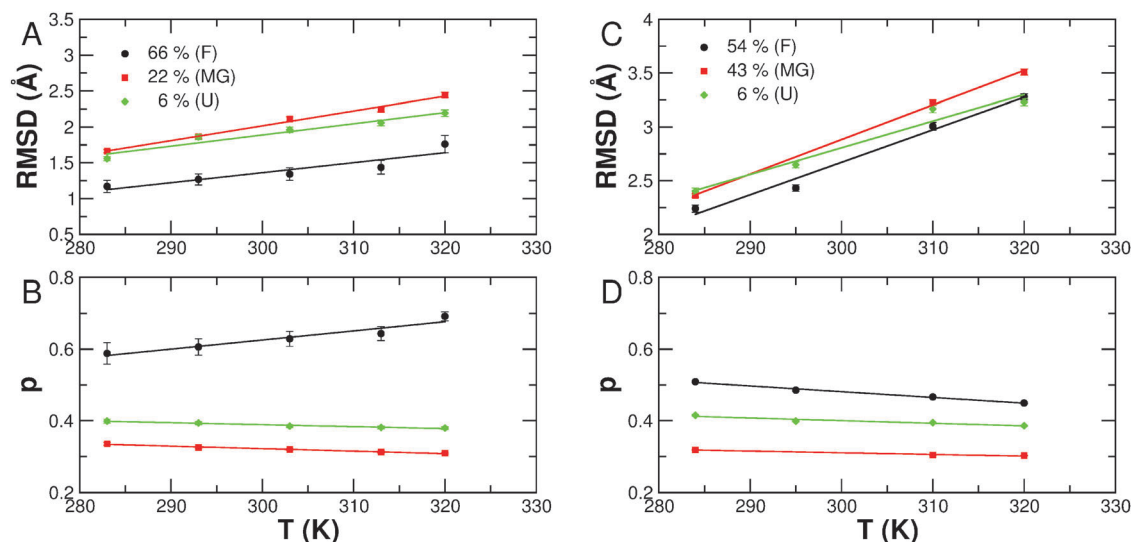 A
3.5
3
2.5
2
1.5
1
0.5
RMSD (Å)
66 % (F)
22 % (MG)
6 % (U)
280 290 300 310 320 330
C
4
3.5
3
2.5
2
RMSD (Å)
54 % (F)
43 % (MG)
6 % (U)
280 290 300 310 320 330
B
0.8
0.6
0.4
0.2
p
280 290 300 310 320 330
T (K)
D
0.8
0.6
0.4
0.2
p
280 290 300 310 320 330
T (K)